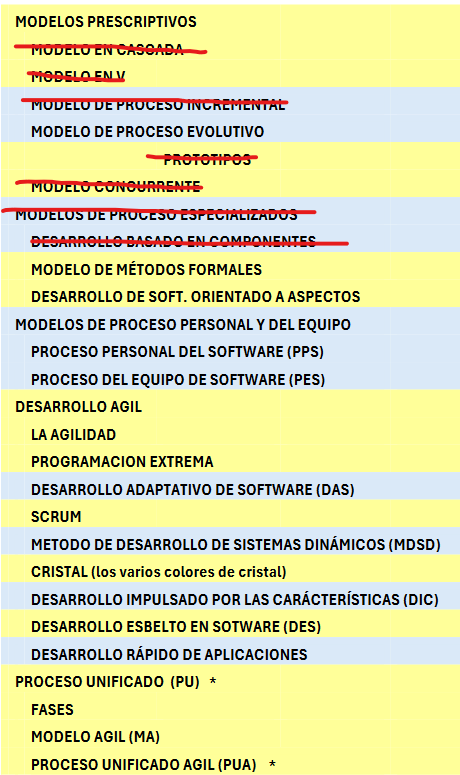 MODELOS PRESCRIPTIVOS
MODELO EN CASCADA
MODELO EN V
MODELO DE PROCESO INCREMENTAL
MODELO DE PROCESO EVOLUTIVO
PROTOTIPOS
MODELO CONCURRENTE
MODELOS DE PROCESO ESPECIALIZADOS
DESARROLLO BASADO EN COMPONENTES
MODELO DE MÉTODOS FORMALES
DESARROLLO DE SOFT. ORIENTADO A ASPECTOS
MODELOS DE PROCESO PERSONAL Y DEL EQUIPO
PROCESO PERSONAL DEL SOFTWARE (PPS)
PROCESO DEL EQUIPO DE SOFTWARE (PES)
DESARROLLO AGIL
LA AGILIDAD
PROGRAMACION EXTREMA
DESARROLLO ADAPTATIVO DE SOFTWARE (DAS)
SCRUM
METODO DE DESARROLLO DE SISTEMAS DINÁMICOS (MDSD)
CRISTAL (los varios colores de cristal)
DESARROLLO IMPULSADO POR LAS CARÁCTERÍSTICAS (DIC)
DESARROLLO ESBELTO EN SOTWARE (DES)
DESARROLLO RÁPIDO DE APLICACIONES
PROCESO UNIFICADO (PU) *
FASES
MODELO AGIL (MA)
PROCESO UNIFICADO AGIL (PUA) *